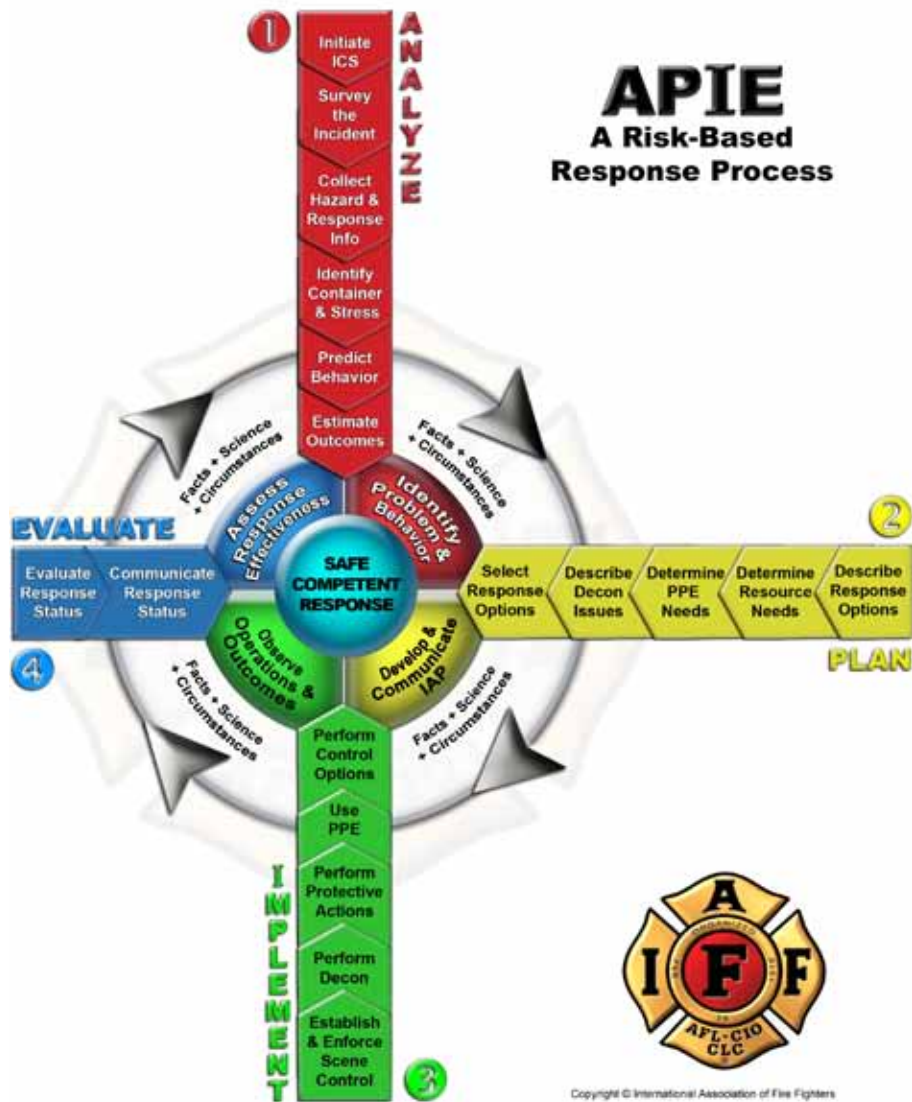 APIE
A Risk-Based
Response Process
1
ANALYZE
Initiate
ICS
Survey
the
Incident
Collect
Hazard &
Response
Info
Identify
Container
& Stress
Predict
Behavior
Estimate
Outcomes
Facts + Science
+ Circumstances
Identify
Problem &
Behavior
2
PLAN
Select
Response
Options
Describe
Decon
Issues
Determine
PPE
Needs
Determine
Resource
Needs
Describe
Response
Options
Develop &
Communicate
IAP
Facts + Science
+ Circumstances
SAFE
COMPETENT
RESPONSE
Observe
Operations &
Outcomes
Facts + Science
+ Circumstances
Perform
Control
Options
Use
PPE
Perform
Protective
Actions
Perform
Decon
Establish
& Enforce
Scene
Control
IMPLEMENT
3
EVALUATE
Evaluate
Response
Status
Communicate
Response
Status
4
Assess
Response
Effectiveness
Facts + Science
+ Circumstances
A
ORGANIZED
I F F
AFL-CIO
CLC
Copyright © International Association of Fire Fighters